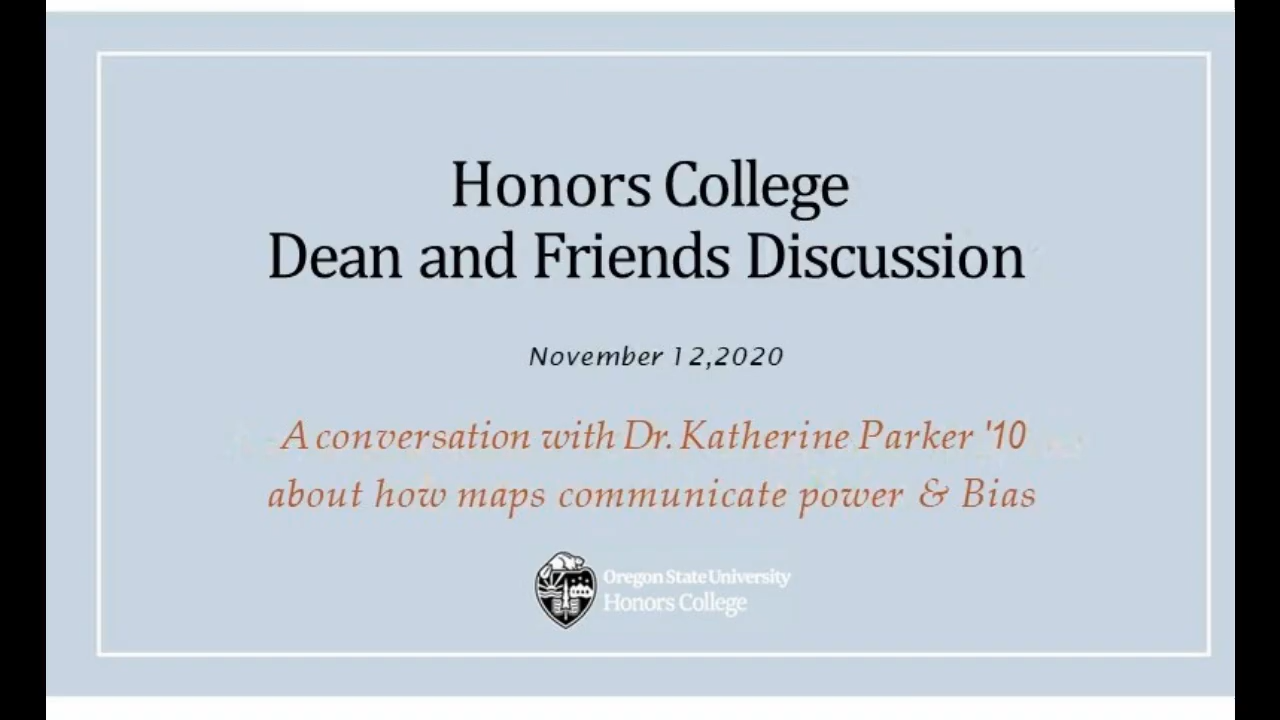 Honors College
Dean and Friends Discussion
November 12,2020
A conversation with Dr. Katherine Parker '10
about how maps communicate power & Bias
Oregon State University
Honors College